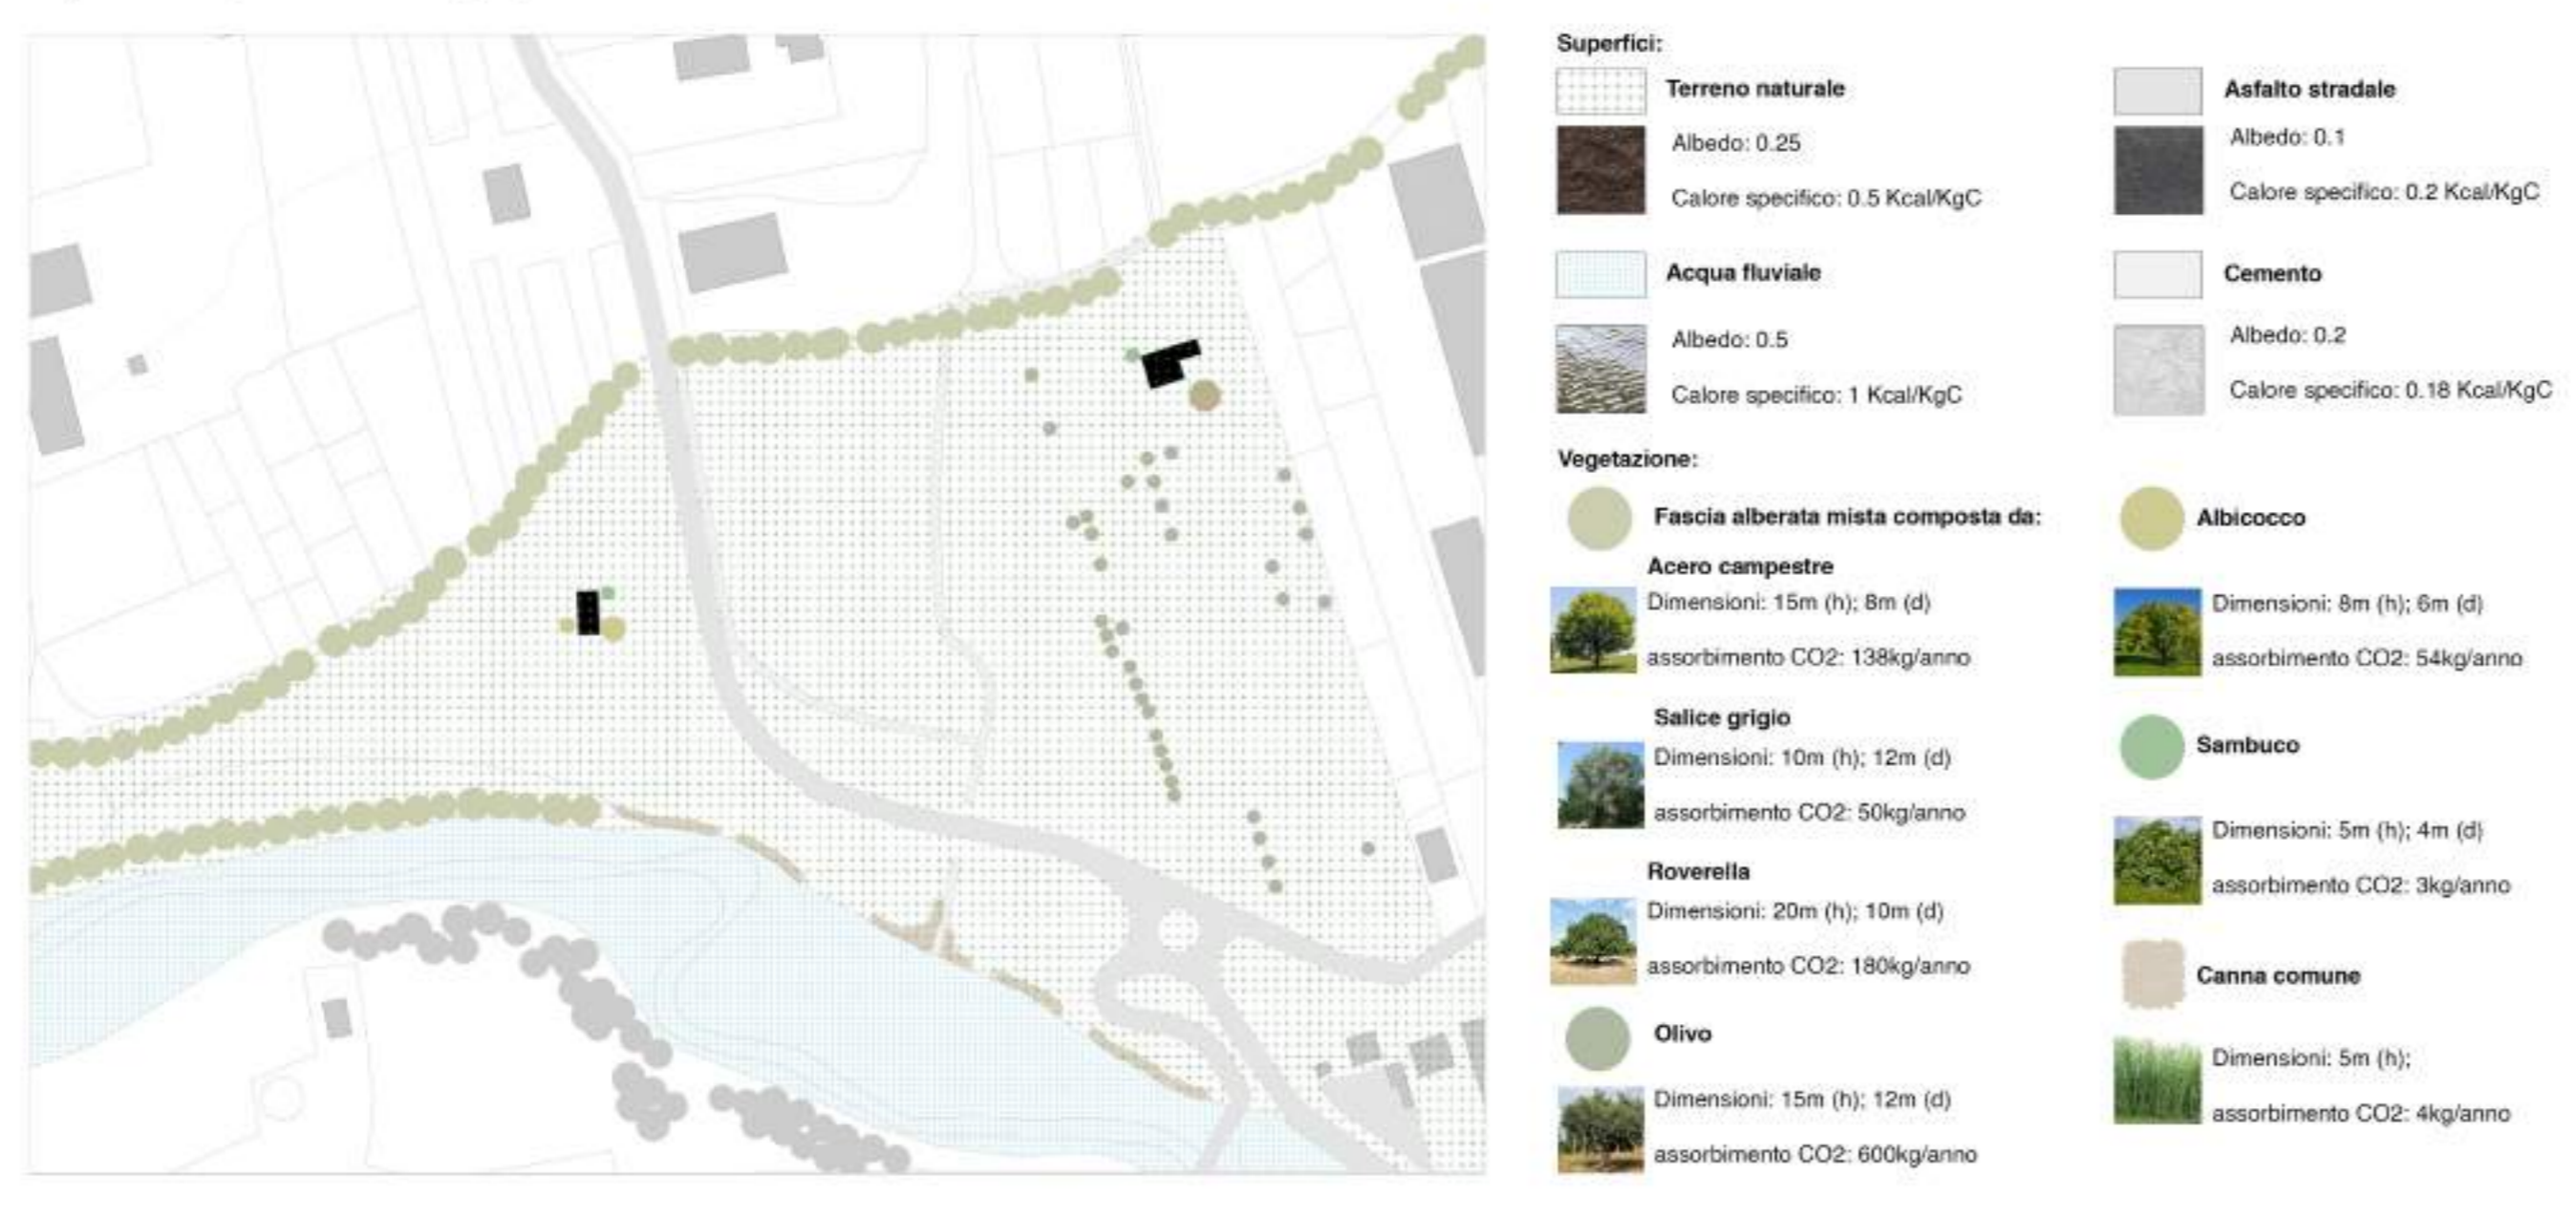 Superfici:
Terreno naturale
Albedo: 0.25
Calore specifico: 0.5 Kcal/KgC
Asfalto stradale
Albedo: 0.1
Calore specifico: 0.2 Kcal/KgC
Acqua fluviale
Albedo: 0.5
Calore specifico: 1 Kcal/KgC
Cemento
Albedo: 0.2
Calore specifico: 0.18 Kcal/KgC
Vegetazione:
Fascia alberata mista composta da:
Acero campestre
Dimensioni: 15m (h); 8m (d)
assorbimento CO2: 138kg/anno
Salice grigio
Dimensioni: 10m (h); 12m (d)
assorbimento CO2: 50kg/anno
Roverella
Dimensioni: 20m (h); 10m (d)
assorbimento CO2: 180kg/anno
Olivo
Dimensioni: 15m (h); 12m (d)
assorbimento CO2: 600kg/anno
Albicocco
Dimensioni: 8m (h); 6m (d)
assorbimento CO2: 54kg/anno
Sambuco
Dimensioni: 5m (h); 4m (d)
assorbimento CO2: 3kg/anno
Canna comune
Dimensioni: 5m (h);
assorbimento CO2: 4kg/anno